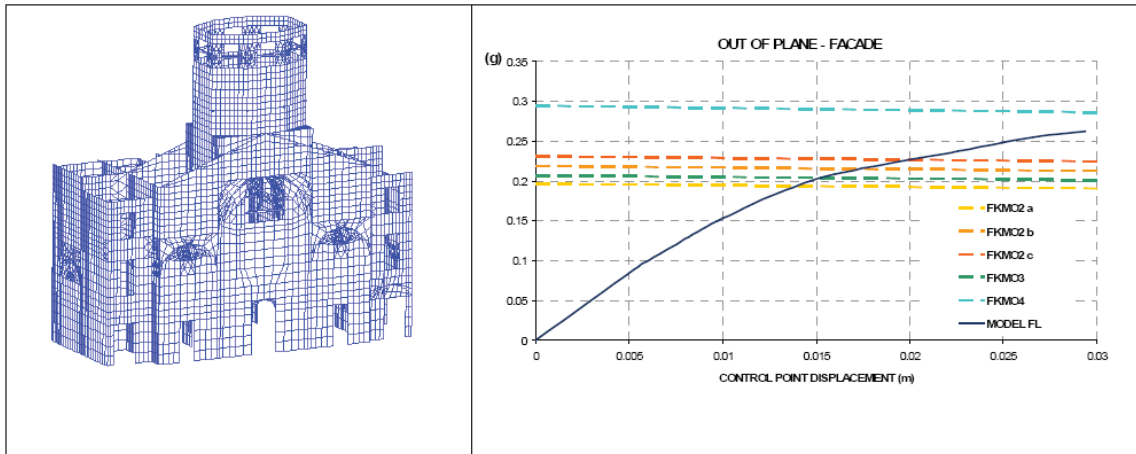 OUT OF PLANE - FACADE
(g)
0.35
0.3
0.25
0.2
0.15
0.1
0.05
0
0
0.005
0.01
0.015
0.02
0.025
0.03
FKMO2 a
FKMO2 b
FKMO2 c
FKMO3
FKMO4
MODEL FL
CONTROL POINT DISPLACEMENT (m)